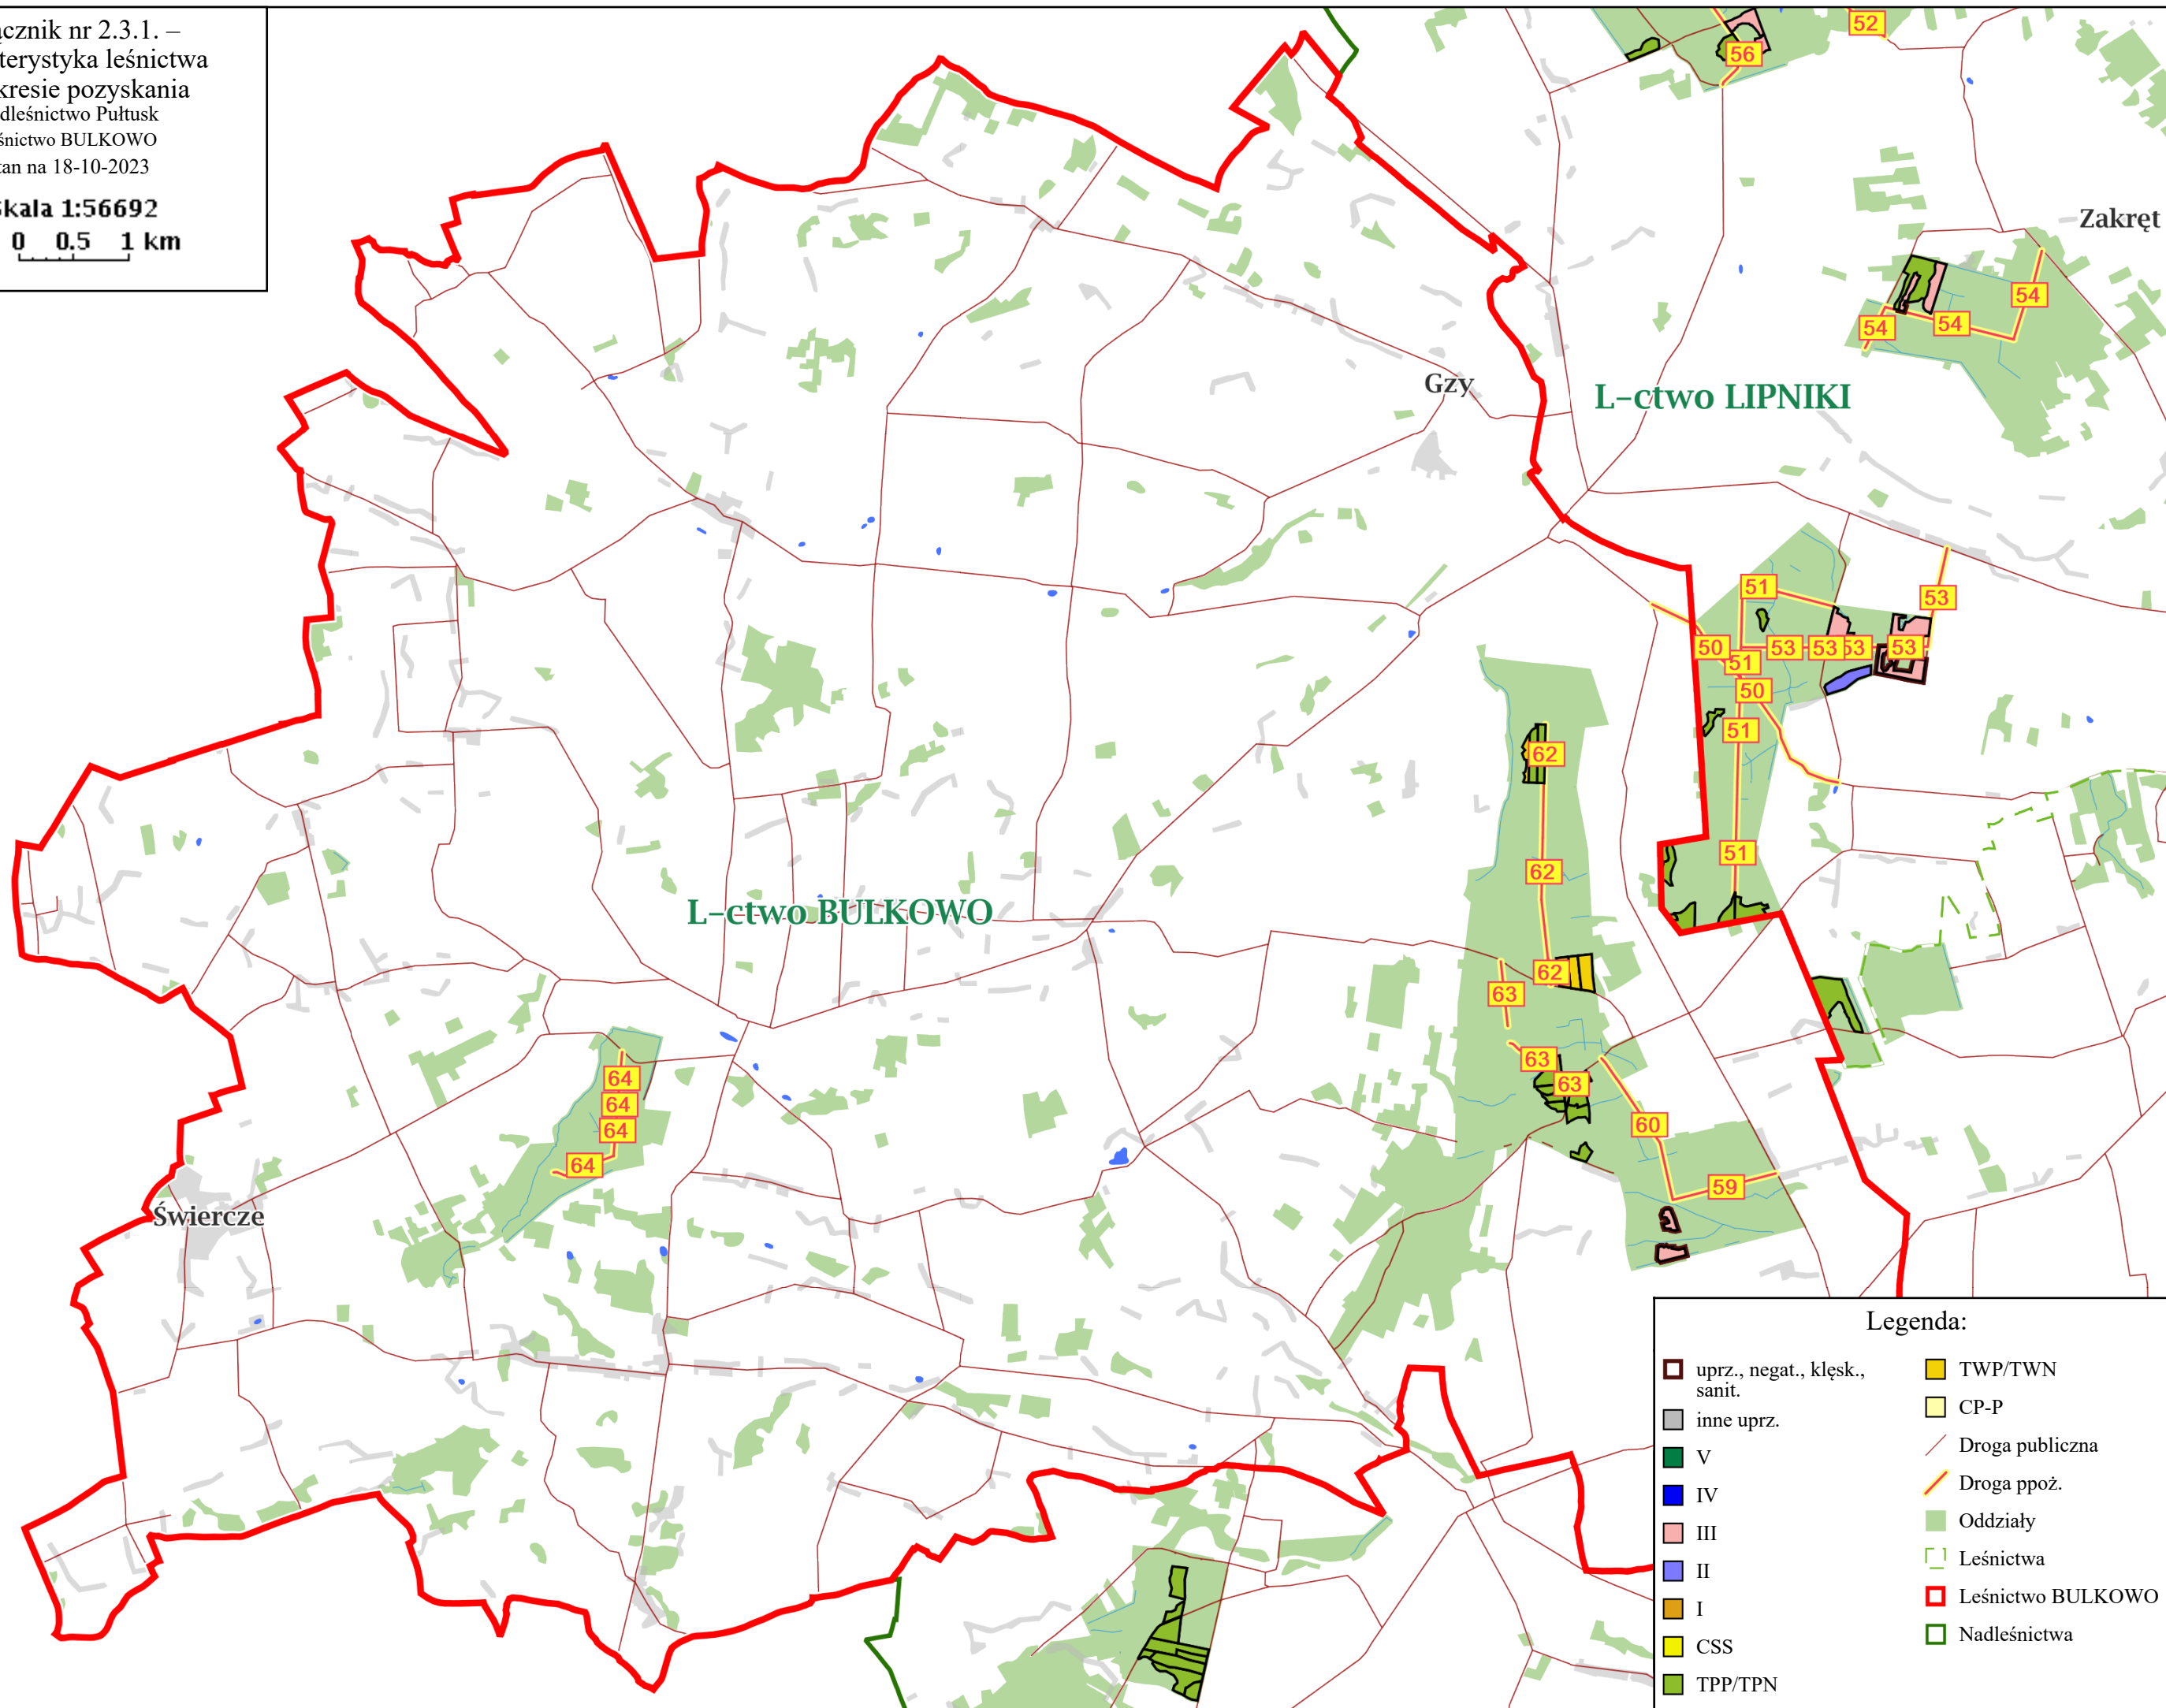 ącznik nr 2.3.1. –
terystyka leśnictwa
kresie pozyskania
dleśnictwo Pułtusk
śnictwo BULKOWO
tan na 18-10-2023
Skala 1:56692
0 0.5 1 km
52
56
Zakręt
54
54
54
Gzy
L-ctwo LIPNIKI
51
53
50
53
53
53
53
51
50
51
62
51
62
L-ctwo BULKOWO
62
63
63
64
63
64
60
64
64
59
Świercze
Legenda:
uprz., negat., klęsk.,
sanit.
inne uprz.
V
IV
III
II
I
CSS
TPP/TPN
TWP/TWN
CP-P
Droga publiczna
Droga ppoż.
Oddziały
Leśnictwa
Leśnictwo BULKOWO
Nadleśnictwa